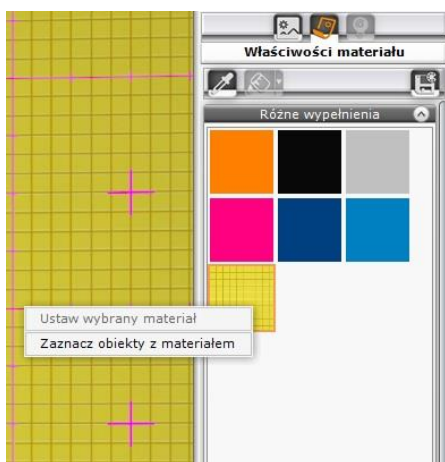 Właściwości materiału
Różne wypełnienia
Ustaw wybrany materiał
Zaznacz obiekty z materiałem